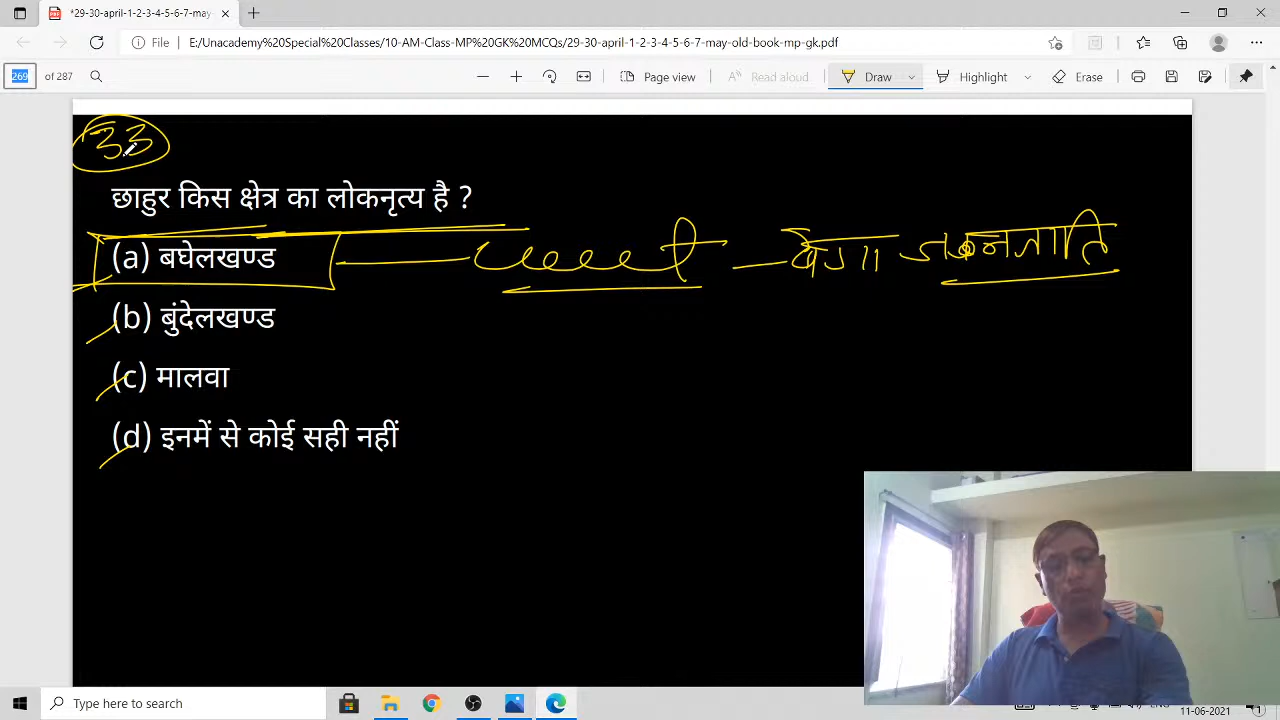 *29-30-april-1-2-3-4-5-6-7-may
File E:/Unacademy%20Special%20Classes/10-AM-Class-MP%20GK%20MCQs/29-30-april-1-2-3-4-5-6-7-may-old-book-mp-gk.pdf
269 of 287 Page view Read aloud Draw Highlight Erase
33
छाहुर किस क्षेत्र का लोकनृत्य है ?
(a) बघेलखण्ड
(b) बुंदेलखण्ड
(c) मालवा
(d) इनमें से कोई सही नहीं
Type here to search
11-06-2021